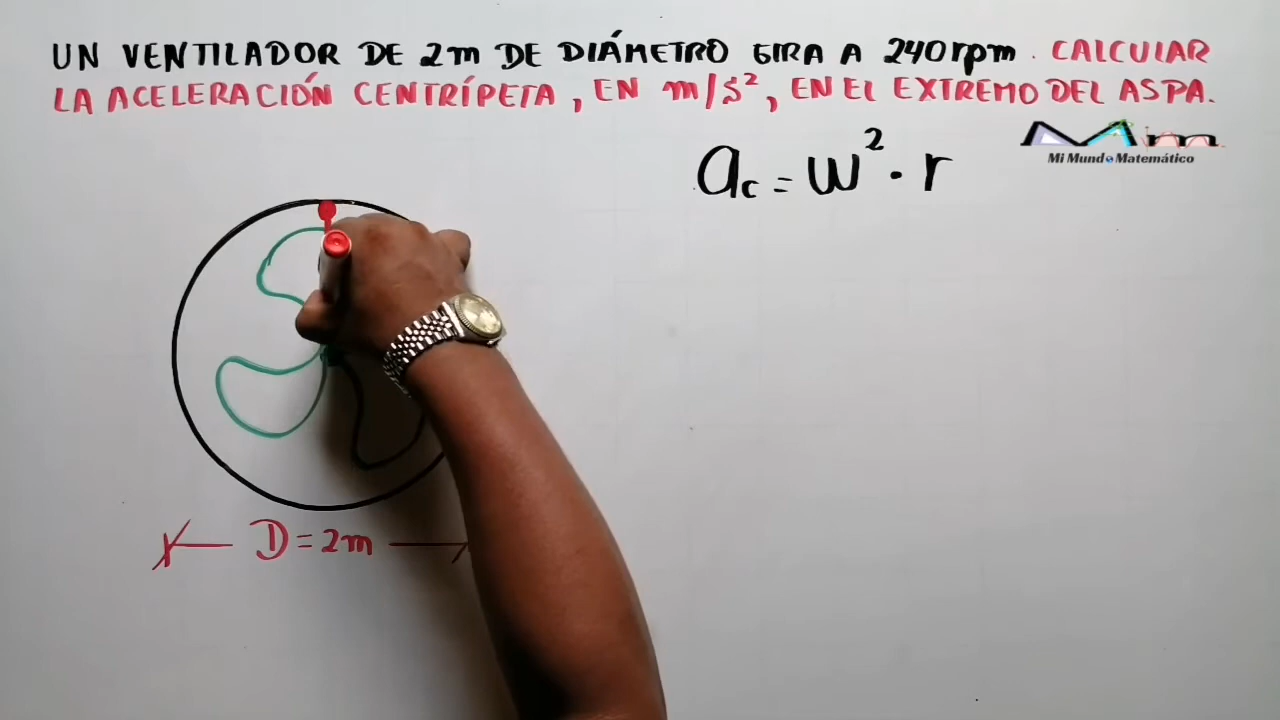 UN VENTILADOR DE 2m DE DIÁMETRO GIRA A 240rpm. CALCULAR
LA ACELERACIÓN CENTRÍPETA, EN m/s², EN EL EXTREMO DEL ASPA.
Mm
Mi Mundo Matemático
ac = w² · r
D = 2m